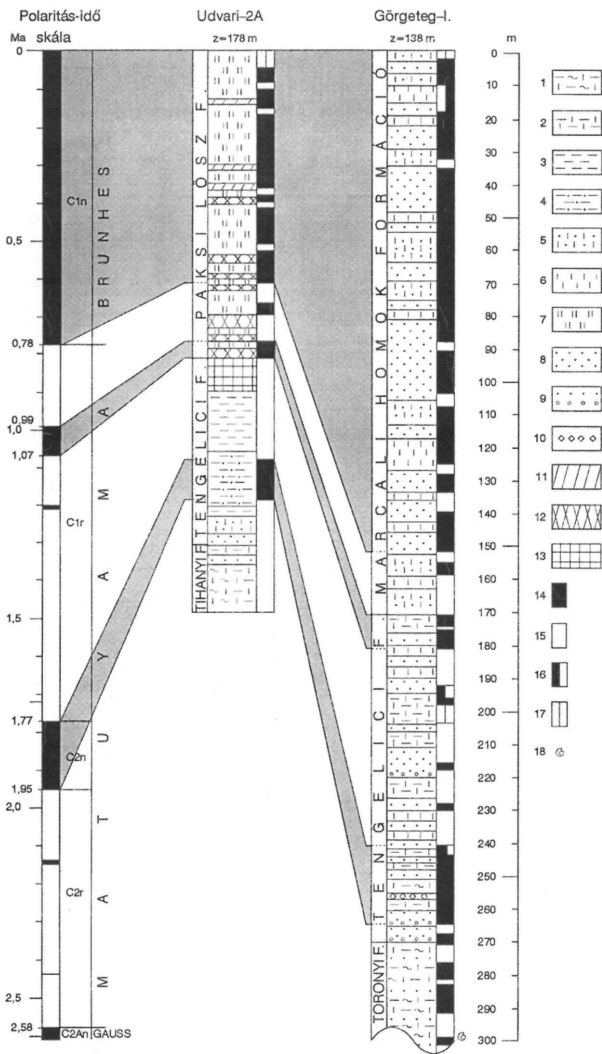 Polaritás-idő
Ma skála
Udvari–2A
z=178 m
Görgeteg–I.
z=138 m
m
0
0,5
0,78
0,99
1,0
1,07
1,5
1,77
1,95
2,0
2,5
2,58
C1n
C1r
C2n
C2r
C2An
BRUNHES
MATUYAMA
GAUSS
PAKSI LÖSZ F.
TENGELICI F.
TIHANYI F.
MARCALI HOMOK FORMÁCIÓ
TENGELICI F.
TORONYI F.
0
10
20
30
40
50
60
70
80
90
100
110
120
130
140
150
160
170
180
190
200
210
220
230
240
250
260
270
280
290
300
1
2
3
4
5
6
7
8
9
10
11
12
13
14
15
16
17
18